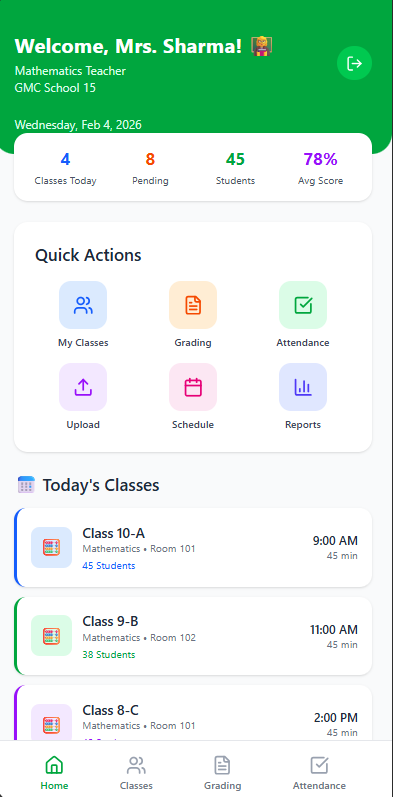 Welcome, Mrs. Sharma! 👩‍🏫
Mathematics Teacher
GMC School 15
Wednesday, Feb 4, 2026
4 8 45 78%
Classes Today Pending Students Avg Score
Quick Actions
My Classes Grading Attendance
Upload Schedule Reports
Today's Classes
Class 10-A
Mathematics • Room 101
45 Students
9:00 AM
45 min
Class 9-B
Mathematics • Room 102
38 Students
11:00 AM
45 min
Class 8-C
Mathematics • Room 101
2:00 PM
45 min
Home Classes Grading Attendance